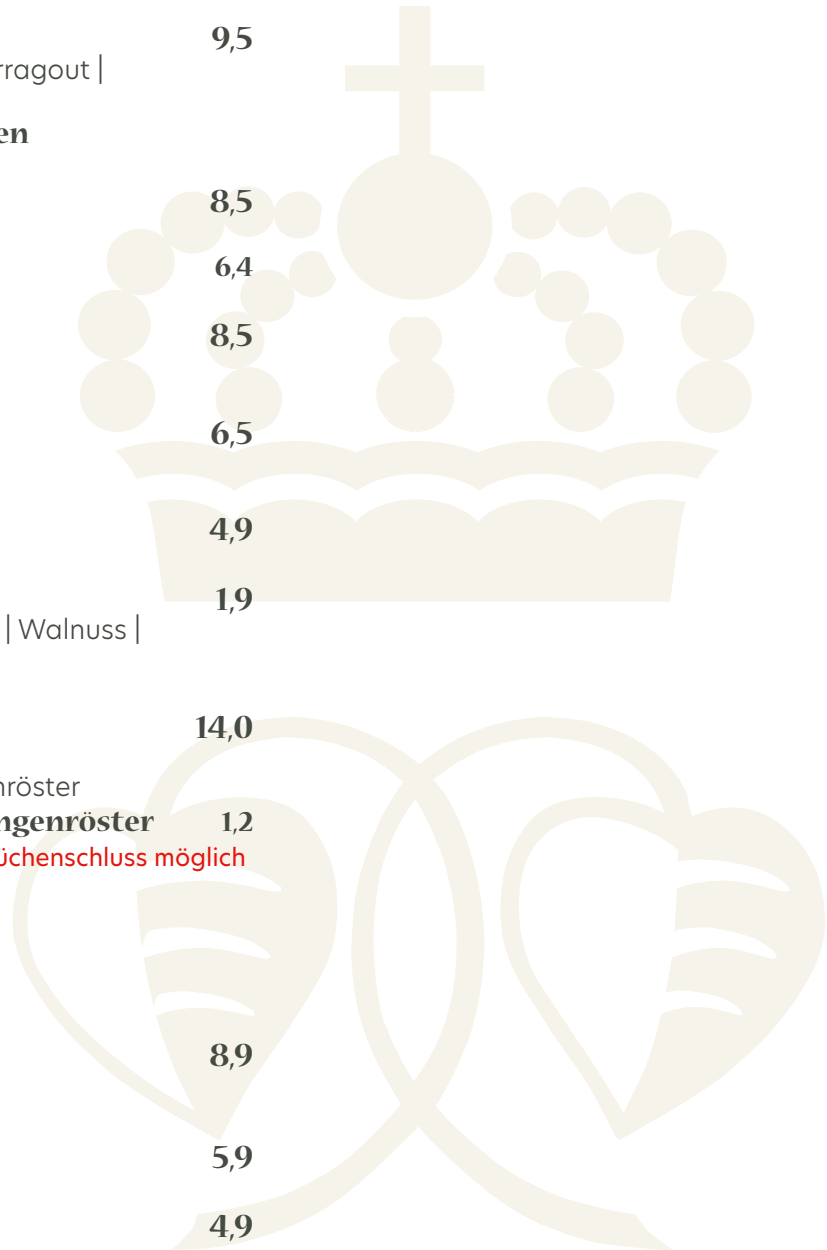 9,5
rragout |
en
8,5
6,4
8,5
6,5
4,9
1,9
| Walnuss |
14,0
nröster
ngenröster 1,2
üchenschluss möglich
8,9
5,9
4,9